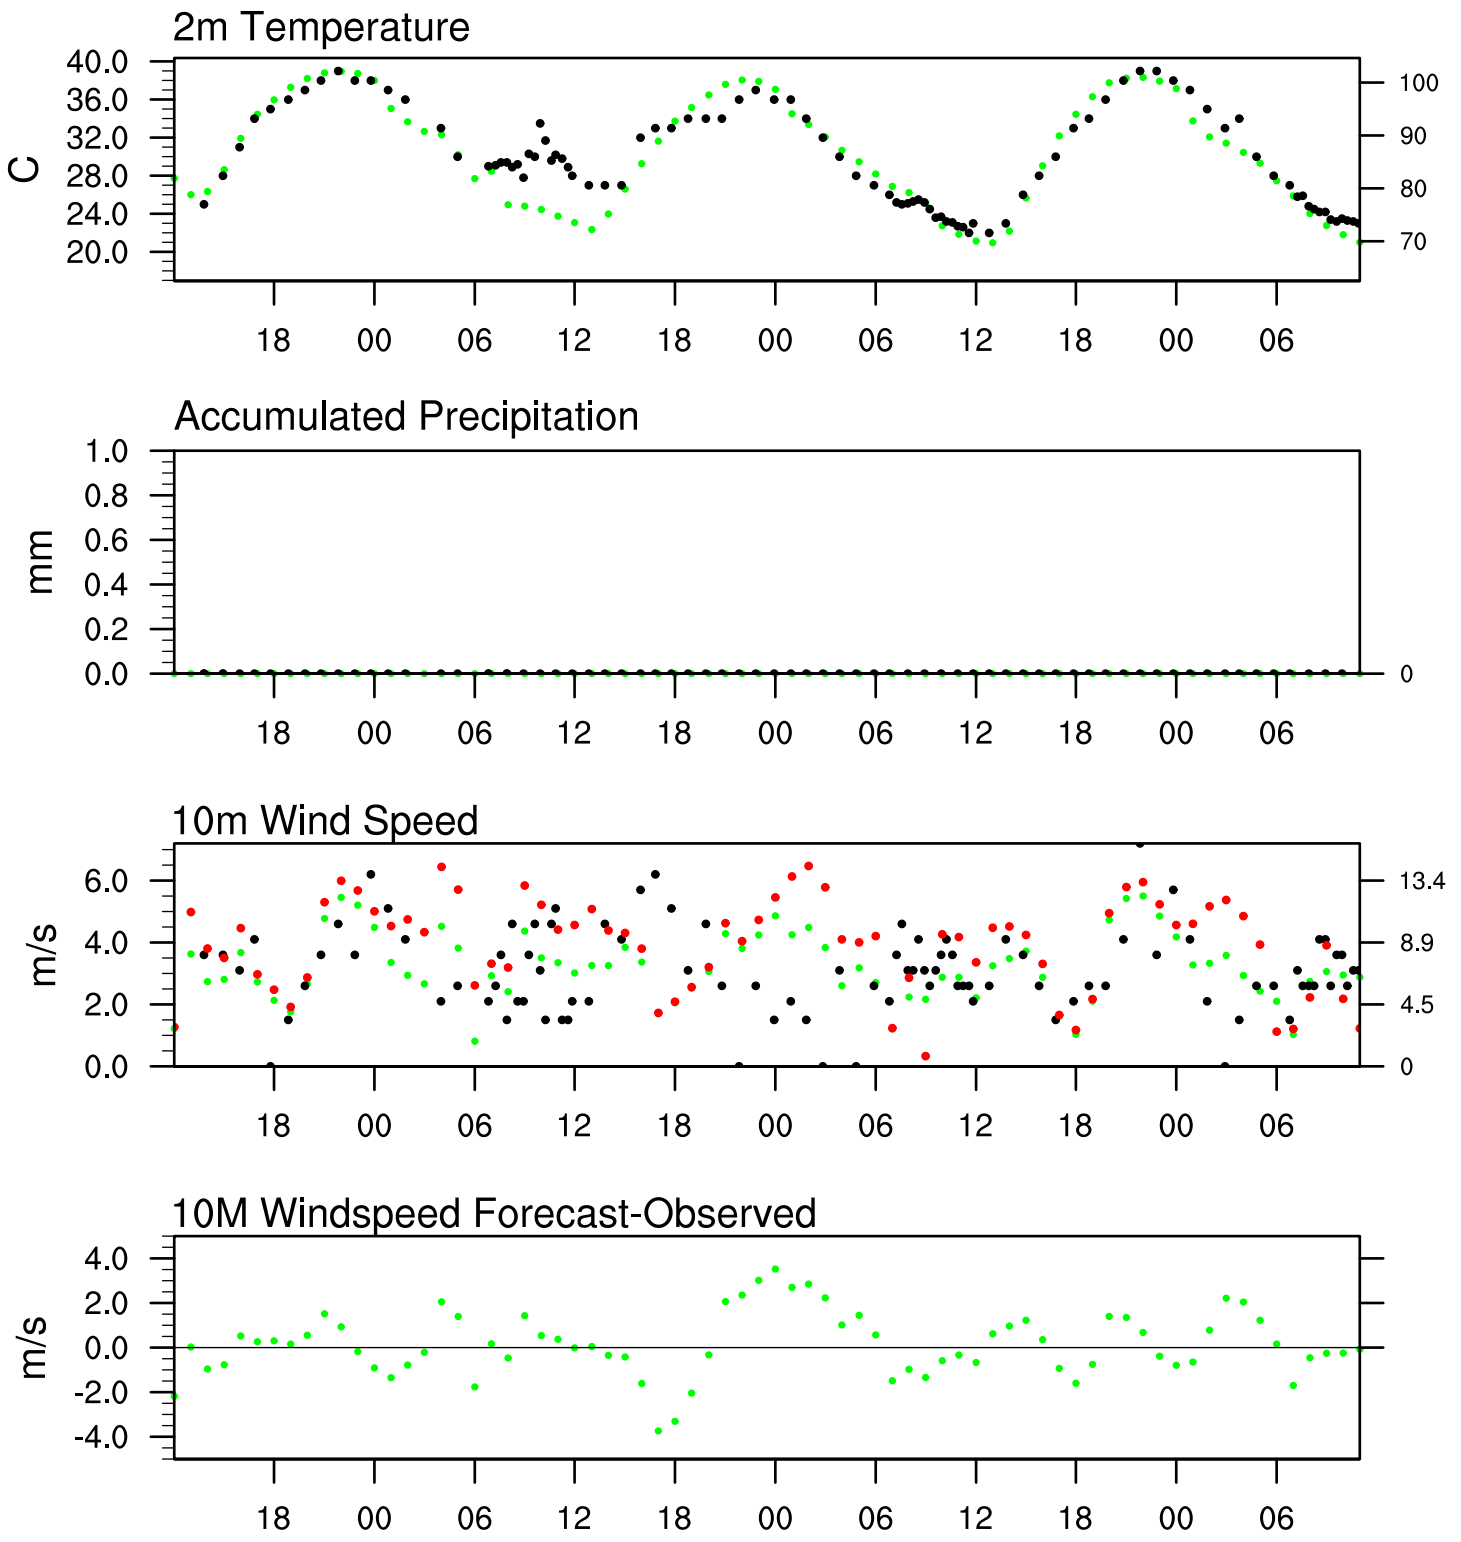 2m Temperature
40.0
36.0
32.0
28.0
24.0
20.0
C
100
90
80
70
18 00 06 12 18 00 06 12 18 00 06
Accumulated Precipitation
1.0
0.8
0.6
0.4
0.2
0.0
mm
0
18 00 06 12 18 00 06 12 18 00 06
10m Wind Speed
6.0
4.0
2.0
0.0
m/s
13.4
8.9
4.5
0
18 00 06 12 18 00 06 12 18 00 06
10M Windspeed Forecast-Observed
4.0
2.0
0.0
-2.0
-4.0
m/s
18 00 06 12 18 00 06 12 18 00 06